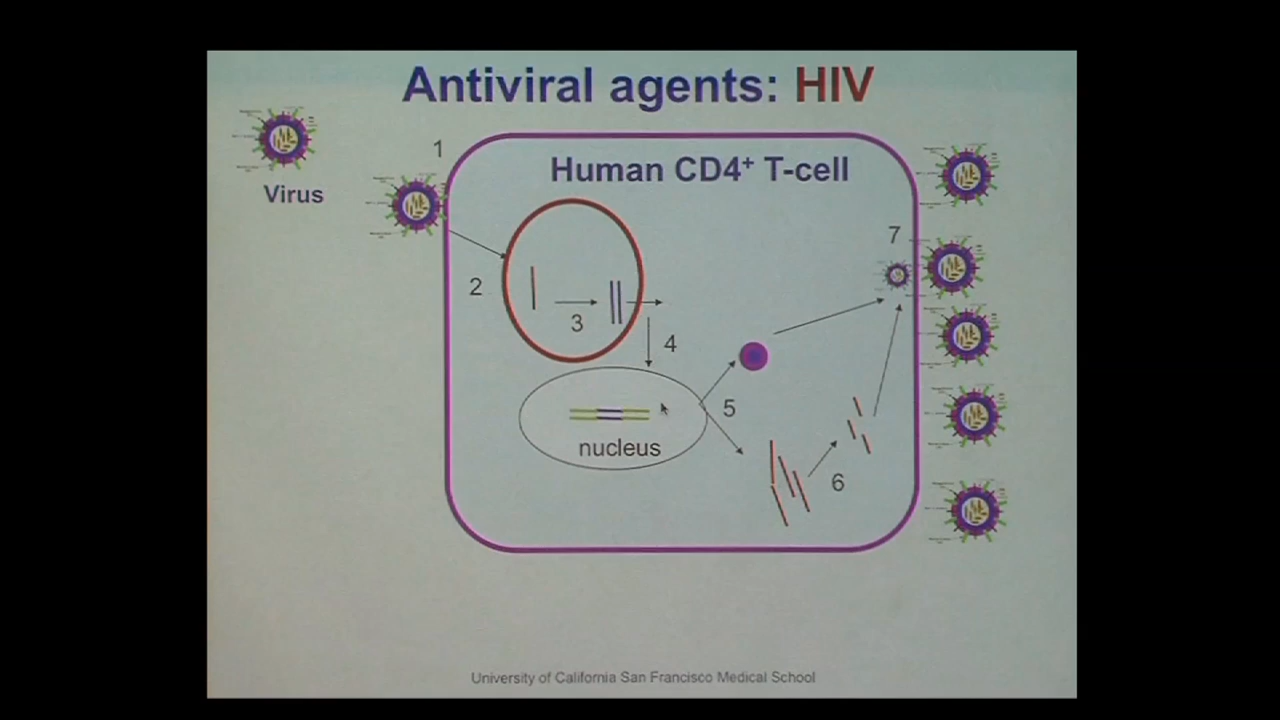 Antiviral agents: HIV
Human CD4+ T-cell
Virus
1
2
3
4
5
6
7
nucleus
University of California San Francisco Medical School